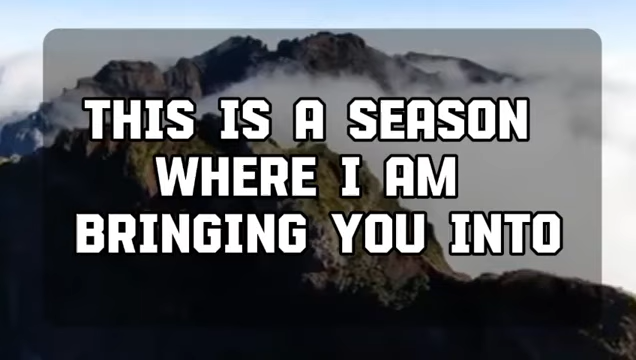 THIS IS A SEASON
WHERE I AM
BRINGING YOU INTO